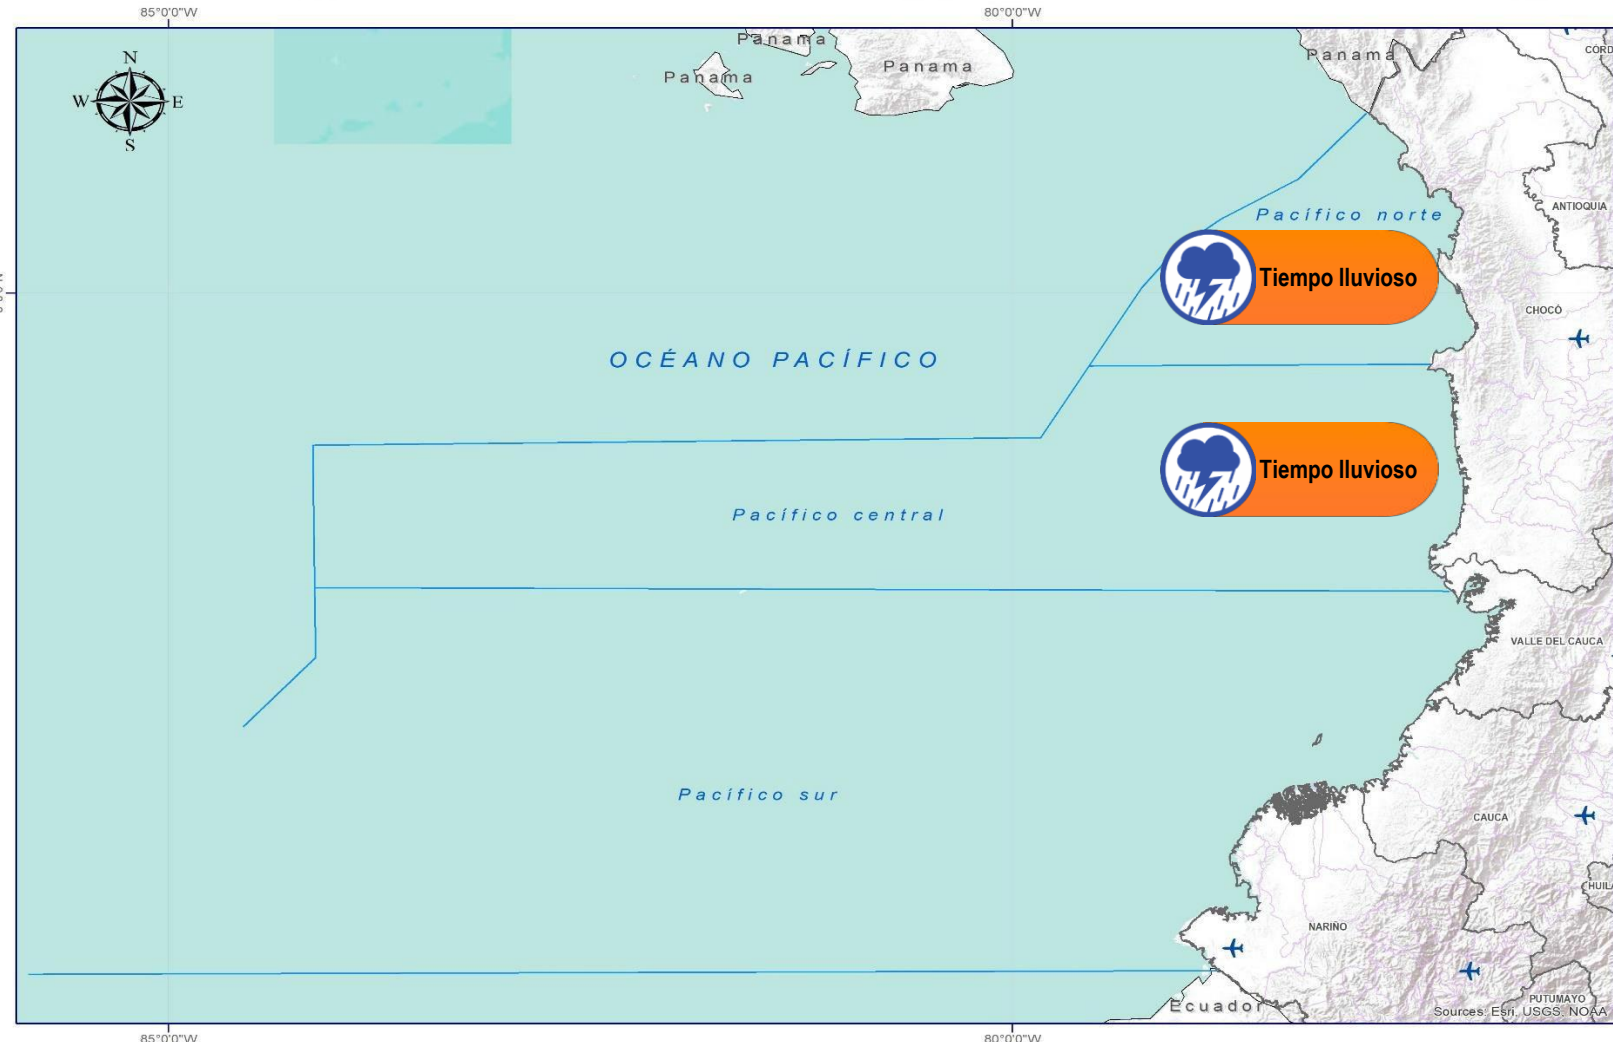 85°0'0"W
80°0'0"W
N
W
E
S
Panama
Panama
Panama
Panama
CÓRD
ANTIOQUIA
Pacífico norte
Tiempo lluvioso
CHOCÓ
OCÉANO PACÍFICO
Tiempo lluvioso
Pacífico central
VALLE DEL CAUCA
Pacífico sur
CAUCA
HUILA
NARIÑO
PUTUMAYO
Ecuador
Sources: Esri, USGS, NOAA
85°0'0"W
80°0'0"W